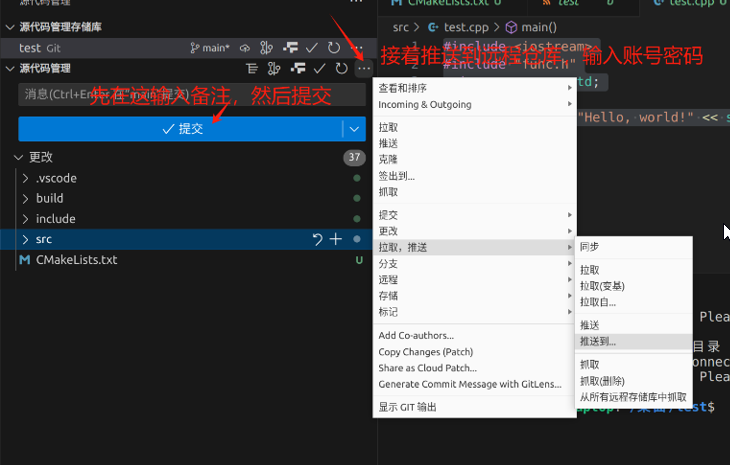 源代码管理存储库
test Git
main*
源代码管理
消息(Ctrl+Enter
先在这输入备注，然后提交
提交
更改
37
.vscode
build
include
src
CMakeLists.txt
U
CMakeLists.txt U
test
test.cpp 6
src > test.cpp > main()
1 #include <iostream>
#include "func.h"
接着推送到远程仓库，输入账号密码
td;
"Hello, world!" << s
查看和排序
Incoming & Outgoing
拉取
推送
克隆
签出到...
抓取
提交
更改
拉取，推送
分支
远程
存储
标记
Add Co-authors...
Copy Changes (Patch)
Share as Cloud Patch...
Generate Commit Message with GitLens...
显示 GIT 输出
同步
拉取
拉取(变基)
拉取自...
推送
推送到...
抓取
抓取(删除)
从所有远程存储库中抓取
Plea
目录
onnec
Plea
test$